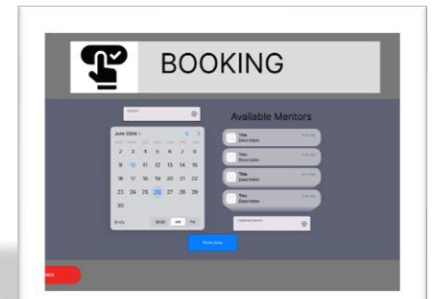 BOOKING
Available Mentors
June 2024
2 3 4 5 6 7 8
9 10 11 12 13 14 15
16 17 18 19 20 21 22
23 24 25 26 27 28 29
30
AM PM
Title
Description
Title
Description
Title
Description
Title
Description